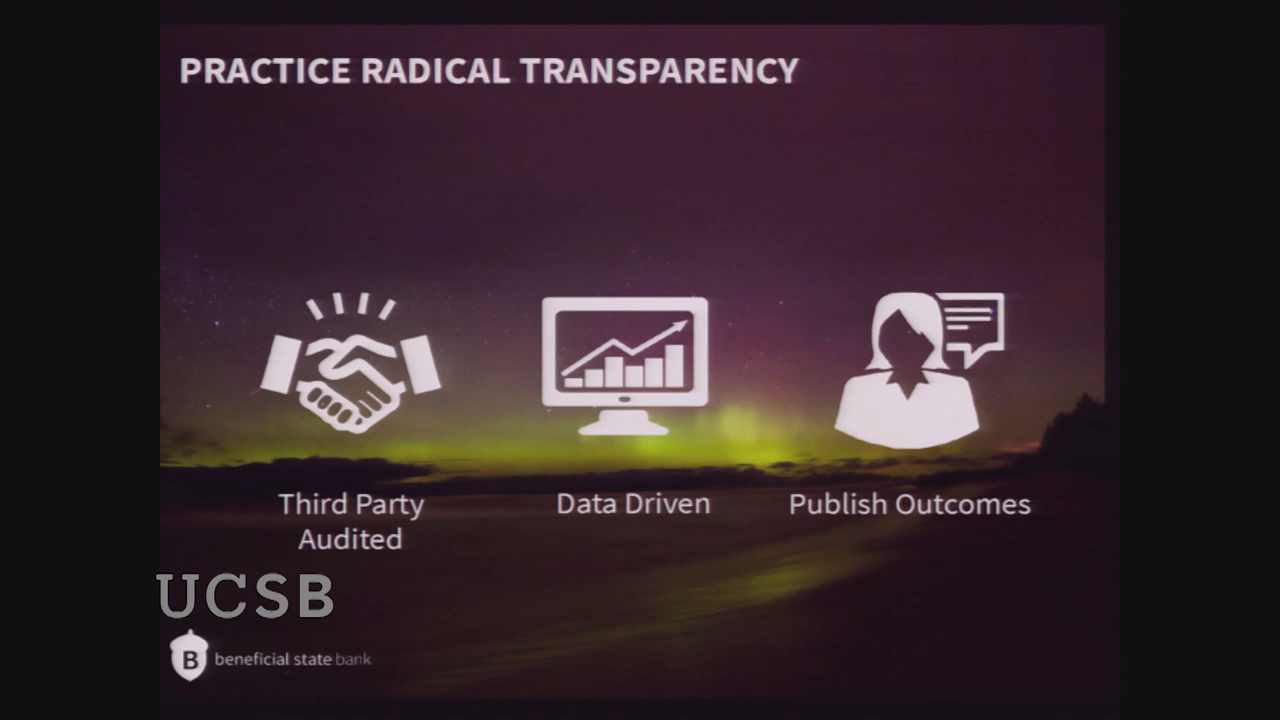 PRACTICE RADICAL TRANSPARENCY
Third Party
Audited
Data Driven
Publish Outcomes
UCSB
B
beneficial state bank